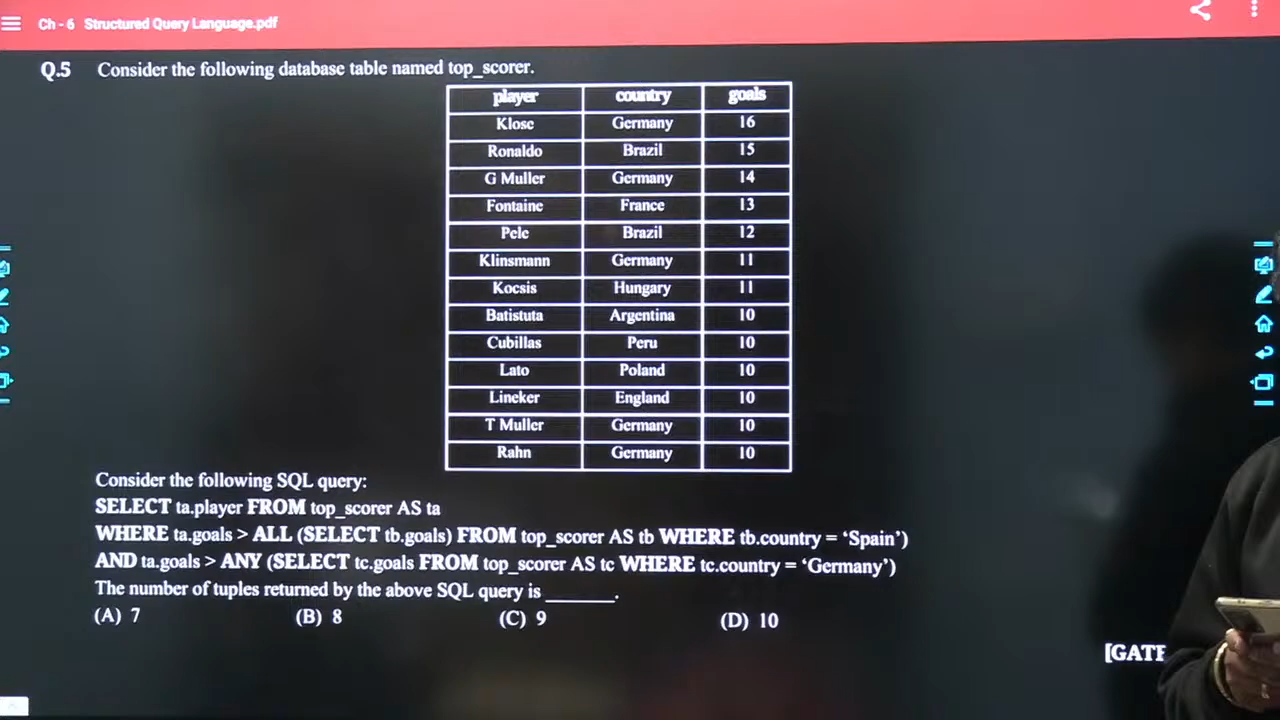 Ch - 6 Structured Query Language.pdf
Q.5 Consider the following database table named top_scorer.
player country goals
Klose Germany 16
Ronaldo Brazil 15
G Muller Germany 14
Fontaine France 13
Pele Brazil 12
Klinsmann Germany 11
Kocsis Hungary 11
Batistuta Argentina 10
Cubillas Peru 10
Lato Poland 10
Lineker England 10
T Muller Germany 10
Rahn Germany 10
Consider the following SQL query:
SELECT ta.player FROM top_scorer AS ta
WHERE ta.goals > ALL (SELECT tb.goals) FROM top_scorer AS tb WHERE tb.country = ‘Spain’)
AND ta.goals > ANY (SELECT tc.goals FROM top_scorer AS tc WHERE tc.country = ‘Germany’)
The number of tuples returned by the above SQL query is ______.
(A) 7 (B) 8 (C) 9 (D) 10
[GATE